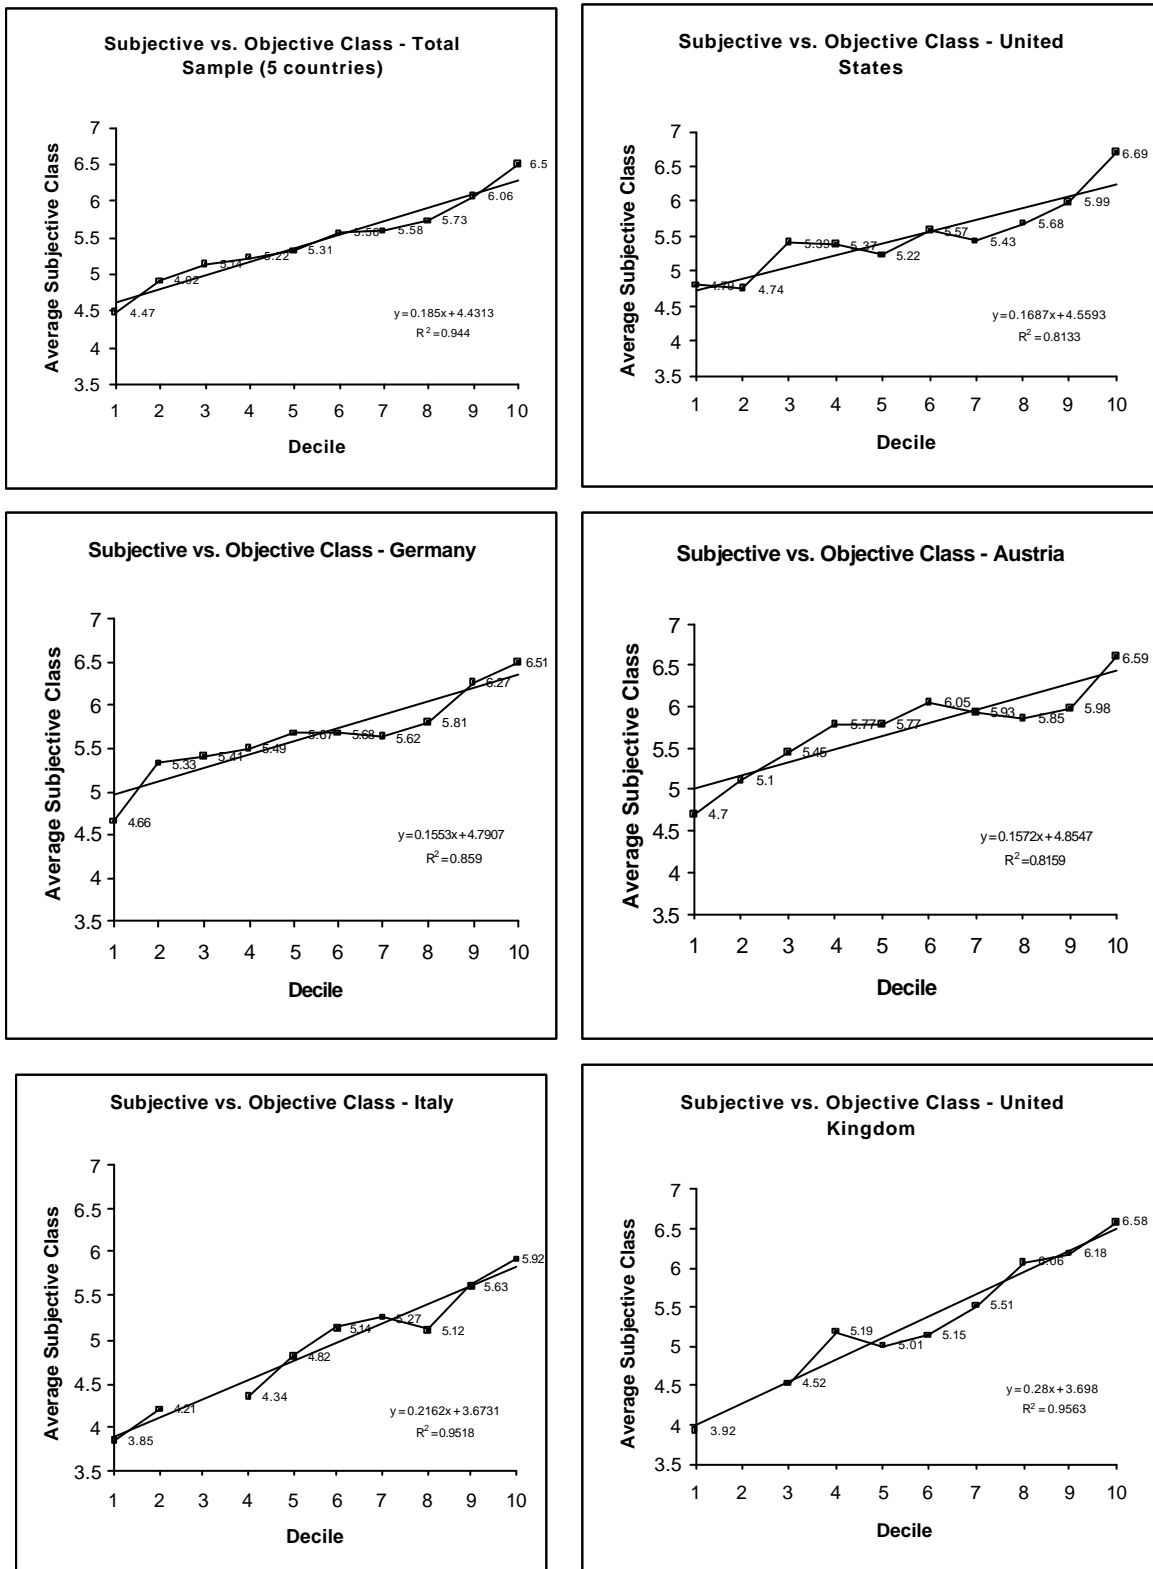 Subjective vs. Objective Class - Total
Sample (5 countries)
Average Subjective Class
7
6.5
6
5.5
5
4.5
4
3.5
4.47
4.92
5.14
5.22
5.31
5.56
5.58
5.73
6.06
6.5
y=0.185x+4.4313
R²=0.944
1 2 3 4 5 6 7 8 9 10
Decile
Subjective vs. Objective Class - United
States
Average Subjective Class
7
6.5
6
5.5
5
4.5
4
3.5
4.79
4.74
5.39
5.37
5.22
5.57
5.43
5.68
5.99
6.69
y=0.1687x+4.5593
R²=0.8133
1 2 3 4 5 6 7 8 9 10
Decile
Subjective vs. Objective Class - Germany
Average Subjective Class
7
6.5
6
5.5
5
4.5
4
3.5
4.66
5.33
5.41
5.49
5.67
5.68
5.62
5.81
6.27
6.51
y=0.1553x+4.7907
R²=0.859
1 2 3 4 5 6 7 8 9 10
Decile
Subjective vs. Objective Class - Austria
Average Subjective Class
7
6.5
6
5.5
5
4.5
4
3.5
4.7
5.1
5.45
5.77
5.77
6.05
5.93
5.85
5.98
6.59
y=0.1572x+4.8547
R²=0.8159
1 2 3 4 5 6 7 8 9 10
Decile
Subjective vs. Objective Class - Italy
Average Subjective Class
7
6.5
6
5.5
5
4.5
4
3.5
3.85
4.21
4.34
4.82
5.14
5.27
5.12
5.63
5.92
y=0.2162x+3.6731
R²=0.9518
1 2 3 4 5 6 7 8 9 10
Decile
Subjective vs. Objective Class - United
Kingdom
Average Subjective Class
7
6.5
6
5.5
5
4.5
4
3.5
3.92
4.52
5.19
5.01
5.15
5.51
6.06
6.18
6.58
y=0.28x+3.698
R²=0.9563
1 2 3 4 5 6 7 8 9 10
Decile